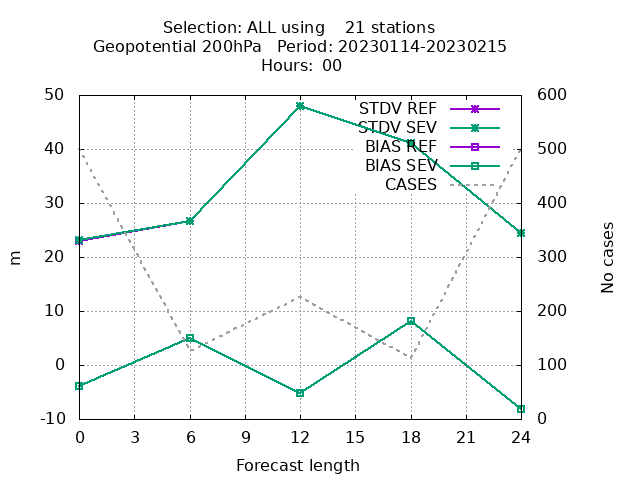 Selection: ALL using    21 stations
Geopotential 200hPa   Period: 20230114-20230215
Hours: 00
50
40
30
20
10
0
-10
m
STDV REF
STDV SEV
BIAS REF
BIAS SEV
CASES
600
500
400
300
200
100
0
No cases
0 3 6 9 12 15 18 21 24
Forecast length